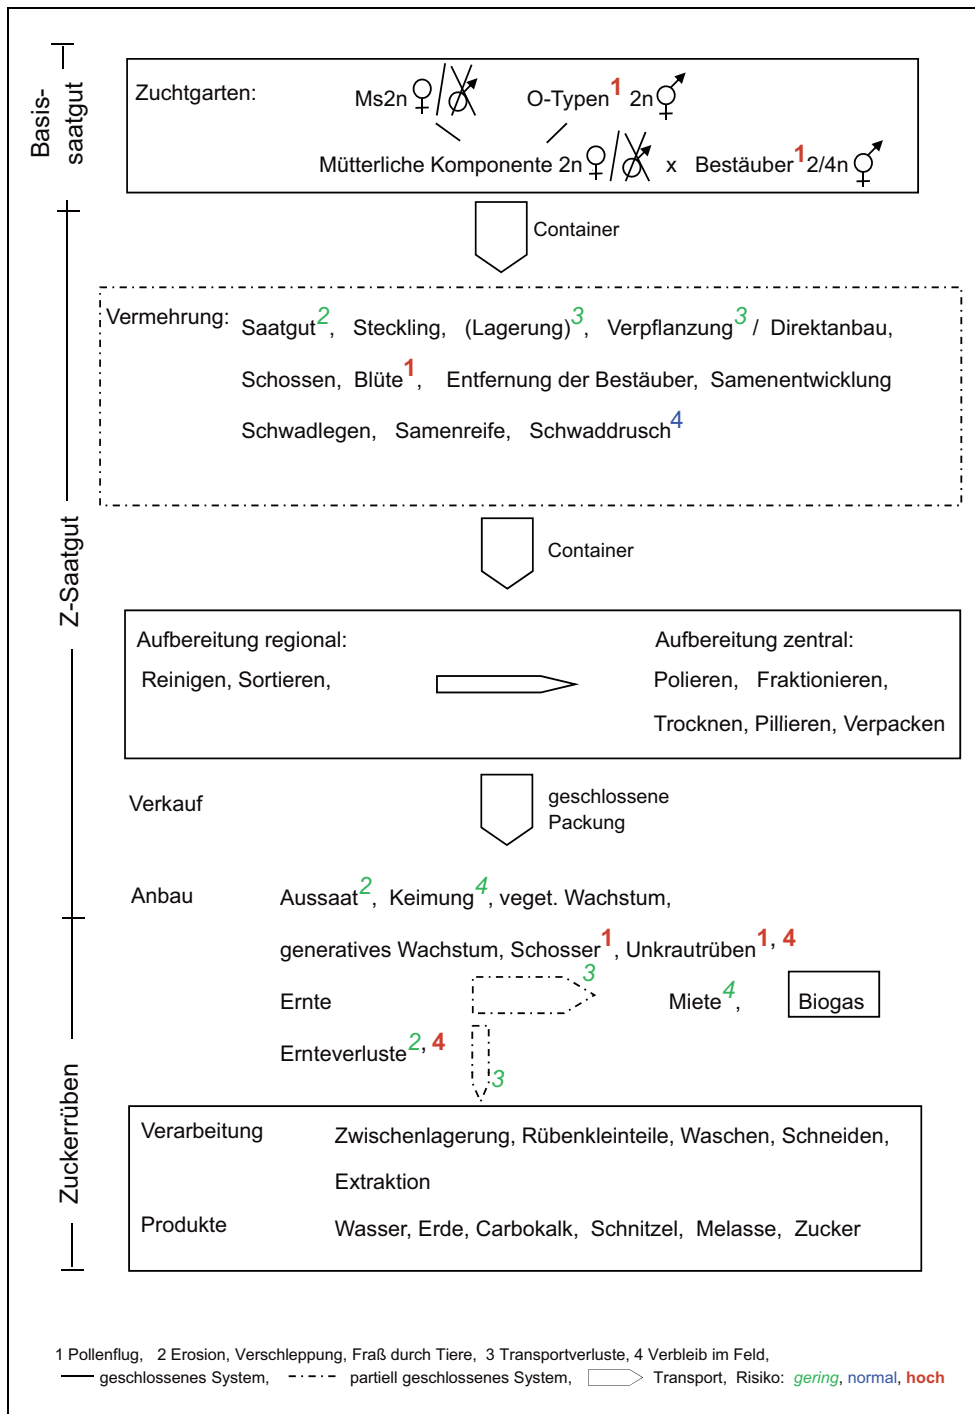 Basis-
saatgut
Zuchtgarten: Ms2n ♀/♂ O-Typen1 2n ⚥
Mütterliche Komponente 2n ♀/♂ x Bestäuber1 2/4n ⚥
Container
Z-Saatgut
Vermehrung: Saatgut2, Steckling, (Lagerung)3, Verpflanzung3 / Direktanbau,
Schossen, Blüte1, Entfernung der Bestäuber, Samenentwicklung
Schwadlegen, Samenreife, Schwaddrusch4
Container
Aufbereitung regional: Aufbereitung zentral:
Reinigen, Sortieren, Polieren, Fraktionieren,
Trocknen, Pillieren, Verpacken
Verkauf geschlossene
Packung
Anbau Aussaat2, Keimung4, veget. Wachstum,
generatives Wachstum, Schosser1, Unkrautrüben1, 4
Zuckerrüben
Ernte 3 Miete4, Biogas
Ernteverluste2, 4 3
Verarbeitung Zwischenlagerung, Rübenkleinteile, Waschen, Schneiden,
Extraktion
Produkte Wasser, Erde, Carbokalk, Schnitzel, Melasse, Zucker
1 Pollenflug, 2 Erosion, Verschleppung, Fraß durch Tiere, 3 Transportverluste, 4 Verbleib im Feld,
geschlossenes System, partiell geschlossenes System, Transport, Risiko: gering, normal, hoch